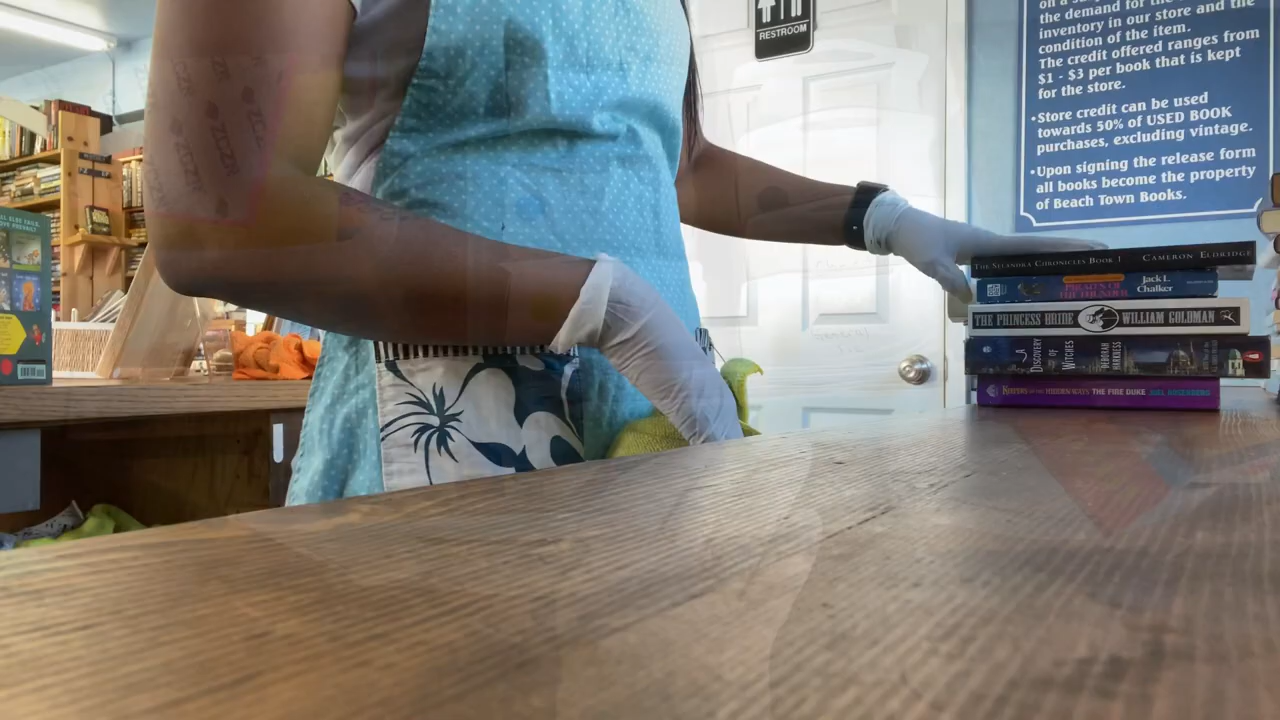 RESTROOM
the demand for the
inventory in our store and the
condition of the item.
The credit offered ranges from
$1 - $3 per book that is kept
for the store.
•Store credit can be used
towards 50% of USED BOOK
purchases, excluding vintage.
•Upon signing the release form
all books become the property
of Beach Town Books.
THE SELANDRA CHRONICLES BOOK 1 CAMERON ELDRIDGE
Jack L. Chalker
THE PRINCESS BRIDE WILLIAM GOLDMAN
A DISCOVERY OF WITCHES DEBORAH HARKNESS
THE FIRE DUKE JOEL ROSENBERG